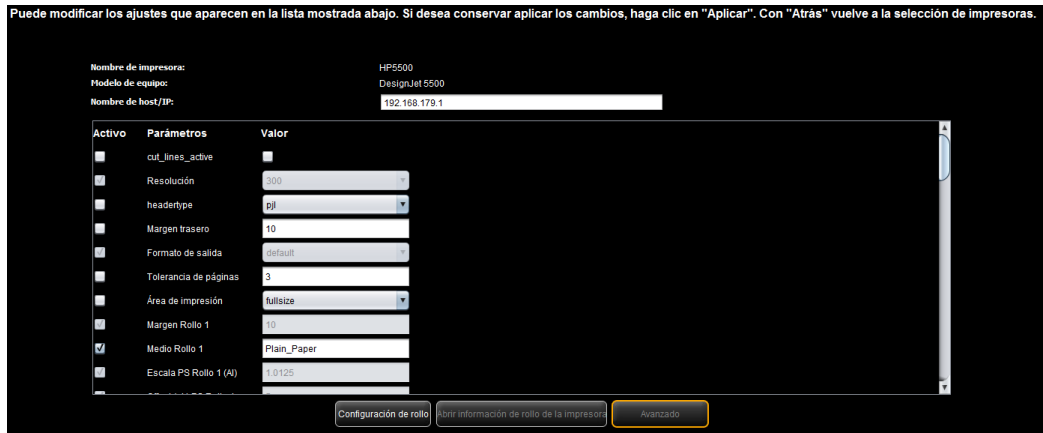 Puede modificar los ajustes que aparecen en la lista mostrada abajo. Si desea conservar aplicar los cambios, haga clic en "Aplicar". Con "Atrás" vuelve a la selección de impresoras.
Nombre de impresora: HP5500
Modelo de equipo: DesignJet 5500
Nombre de host/IP: 192.168.179.1
Activo Parámetros Valor
cut_lines_active
Resolución 300
headertype pjl
Margen trasero 10
Formato de salida default
Tolerancia de páginas 3
Área de impresión fullsize
Margen Rollo 1 10
Medio Rollo 1 Plain_Paper
Escala PS Rollo 1 (AI) 1.0125
Configuración de rollo Abrir información de rollo de la impresora Avanzado